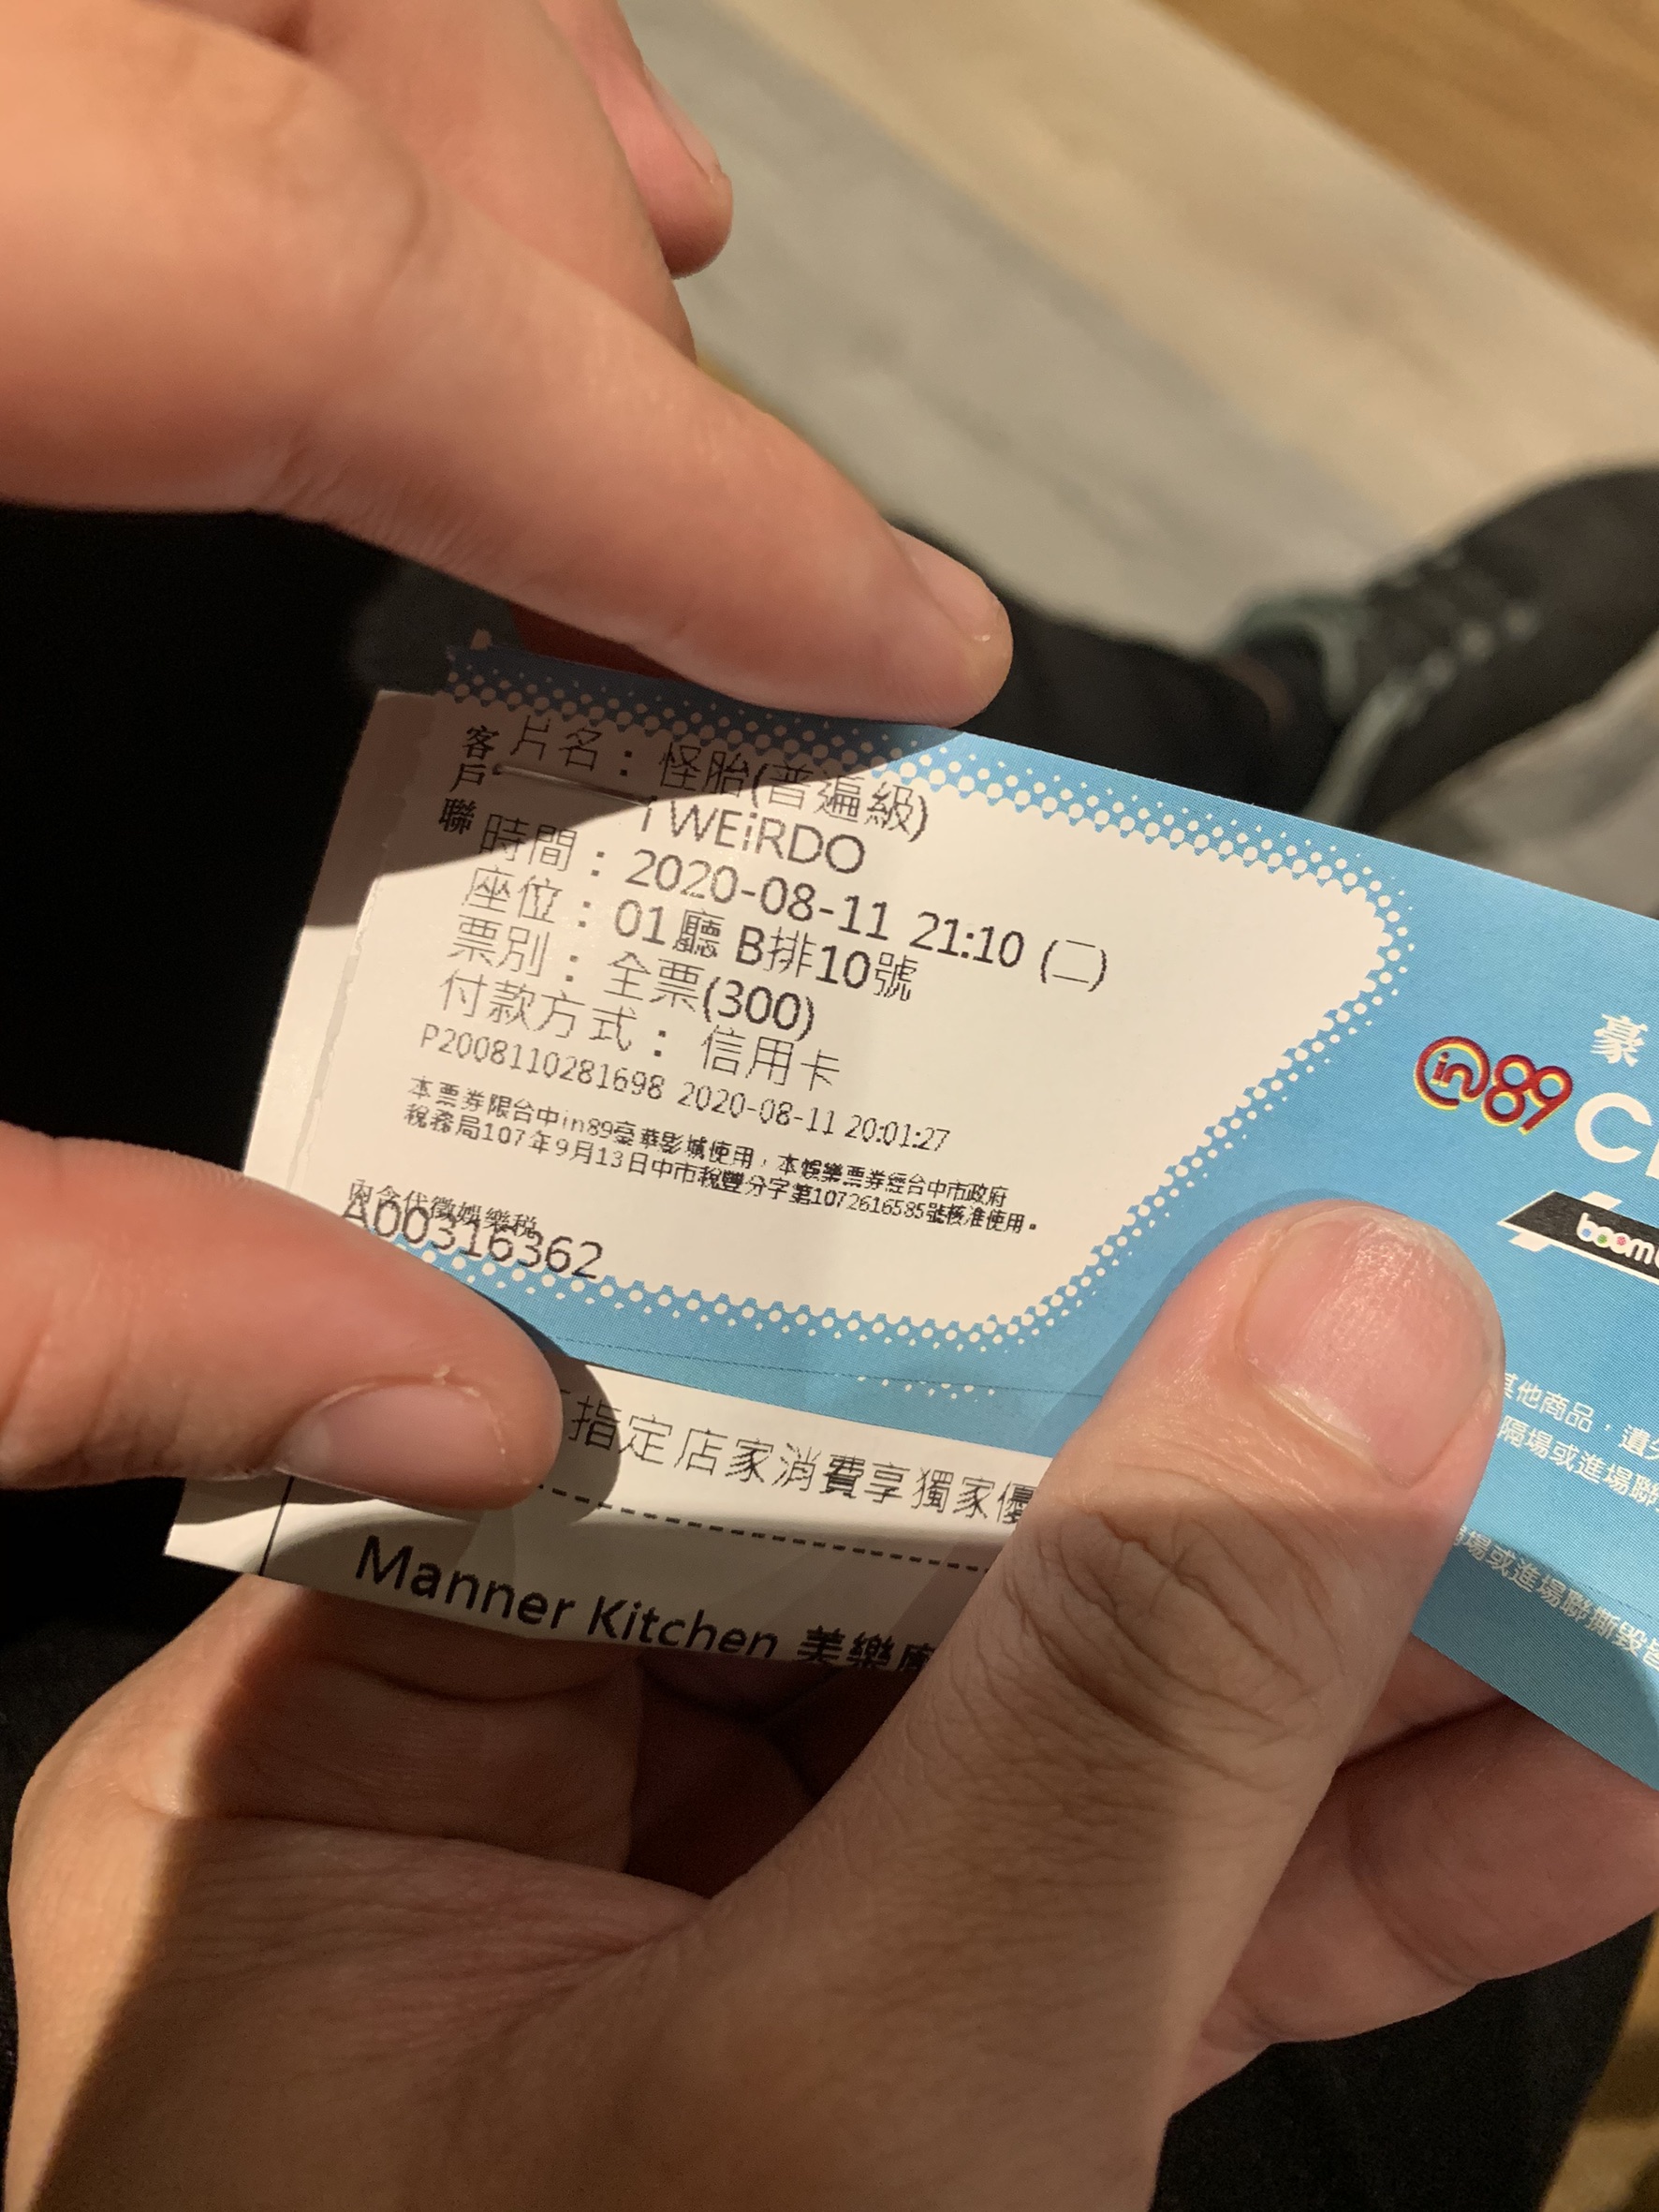 客戶聯
片名：怪胎(普遍級)
i WEiRDO
時間：2020-08-11 21:10 (二)
座位：01廳 B排10號
票別：全票(300)
付款方式：信用卡
P2008110281698 2020-08-11 20:01:27
本票券限台中in89豪華影城使用，本娛樂票券經台中市政府
稅務局107年9月13日中市稅豐分字第1072616585號核准使用。
內含代徵娛樂稅
A00316362
指定店家消費享獨家優
Manner Kitchen 美樂
豪
in89
boom
其他商品，遺
隔場或進場聯
場或進場聯撕毀皆